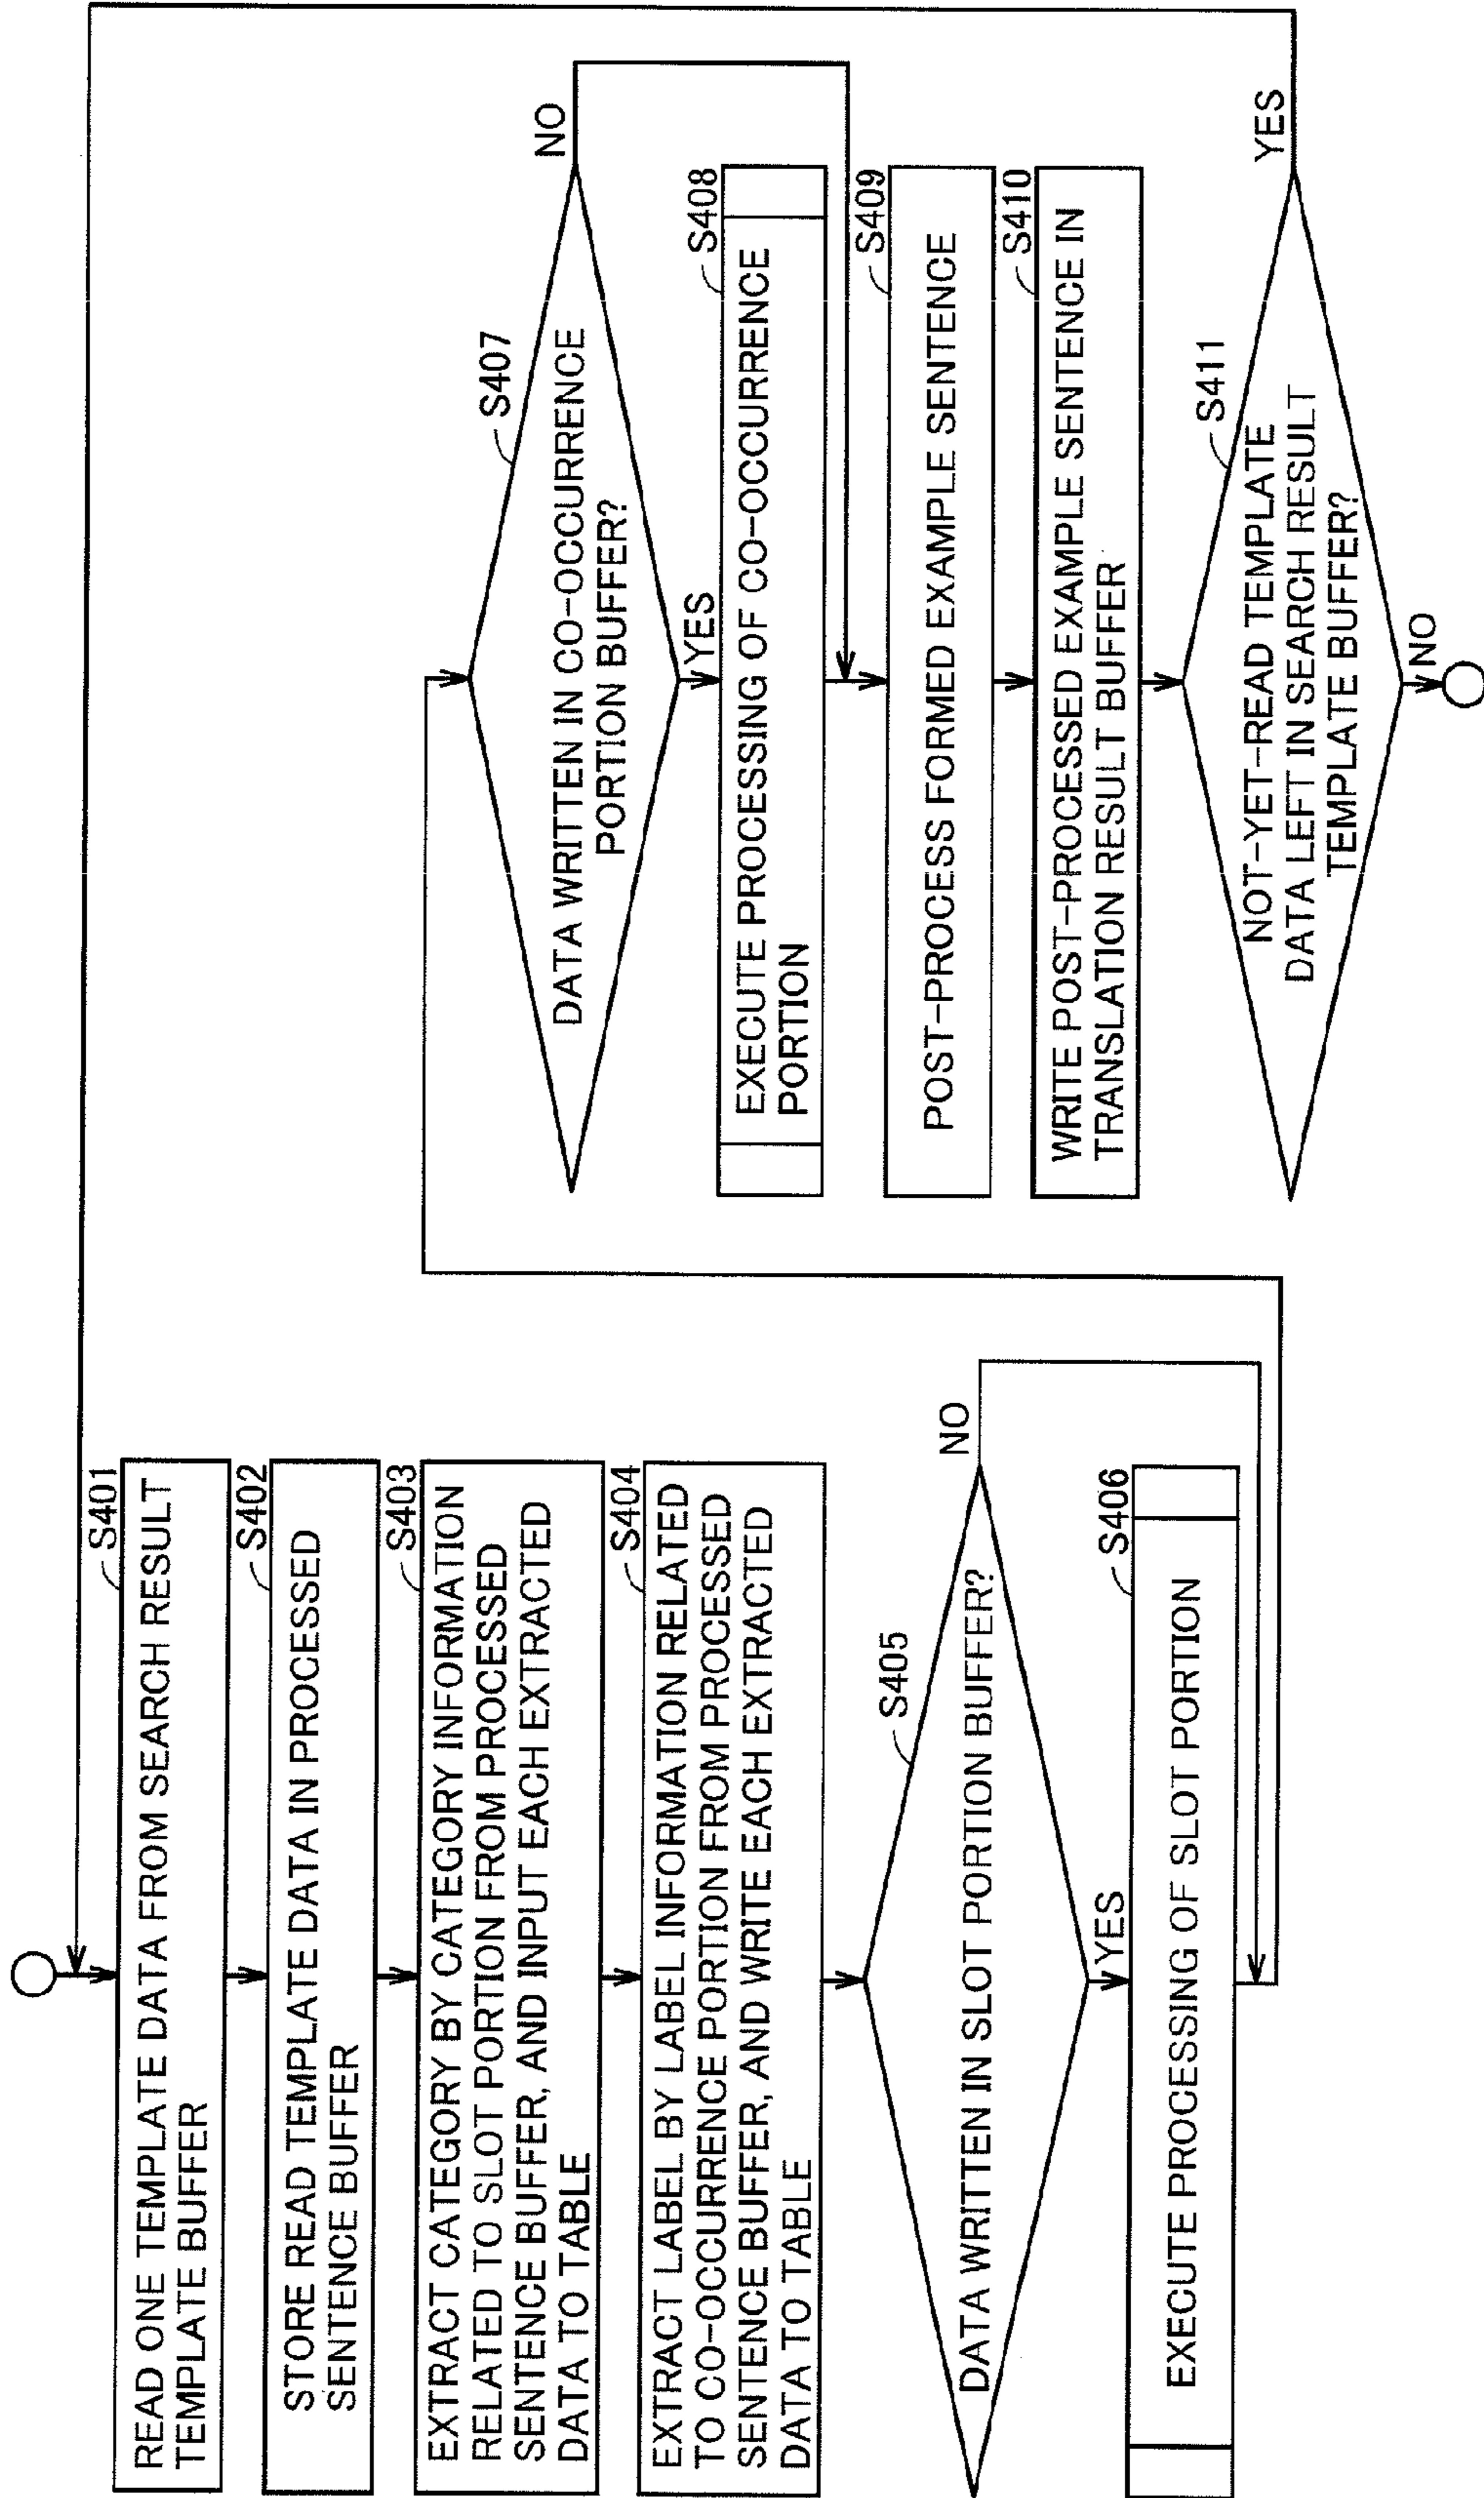 S401
READ ONE TEMPLATE DATA FROM SEARCH RESULT
TEMPLATE BUFFER
S402
STORE READ TEMPLATE DATA IN PROCESSED
SENTENCE BUFFER
S403
EXTRACT CATEGORY BY CATEGORY INFORMATION
RELATED TO SLOT PORTION FROM PROCESSED
SENTENCE BUFFER, AND INPUT EACH EXTRACTED
DATA TO TABLE
S404
EXTRACT LABEL BY LABEL INFORMATION RELATED
TO CO-OCCURRENCE PORTION FROM PROCESSED
SENTENCE BUFFER, AND WRITE EACH EXTRACTED
DATA TO TABLE
S405
DATA WRITTEN IN SLOT PORTION BUFFER?
NO
YES
S406
EXECUTE PROCESSING OF SLOT PORTION
S407
DATA WRITTEN IN CO-OCCURRENCE
PORTION BUFFER?
NO
YES
S408
EXECUTE PROCESSING OF CO-OCCURRENCE
PORTION
S409
POST-PROCESS FORMED EXAMPLE SENTENCE
S410
WRITE POST-PROCESSED EXAMPLE SENTENCE IN
TRANSLATION RESULT BUFFER
S411
NOT-YET-READ TEMPLATE
DATA LEFT IN SEARCH RESULT
TEMPLATE BUFFER?
YES
NO